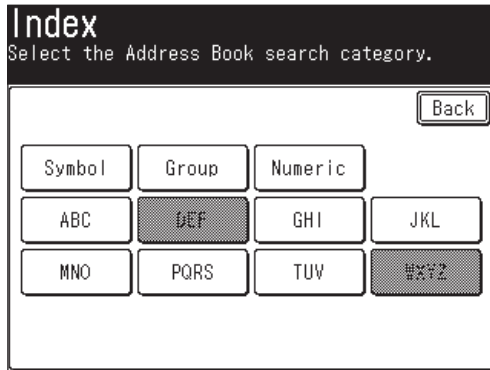 Index
Select the Address Book search category.
Back
Symbol Group Numeric
ABC DEF GHI JKL
MNO PQRS TUV WXYZ